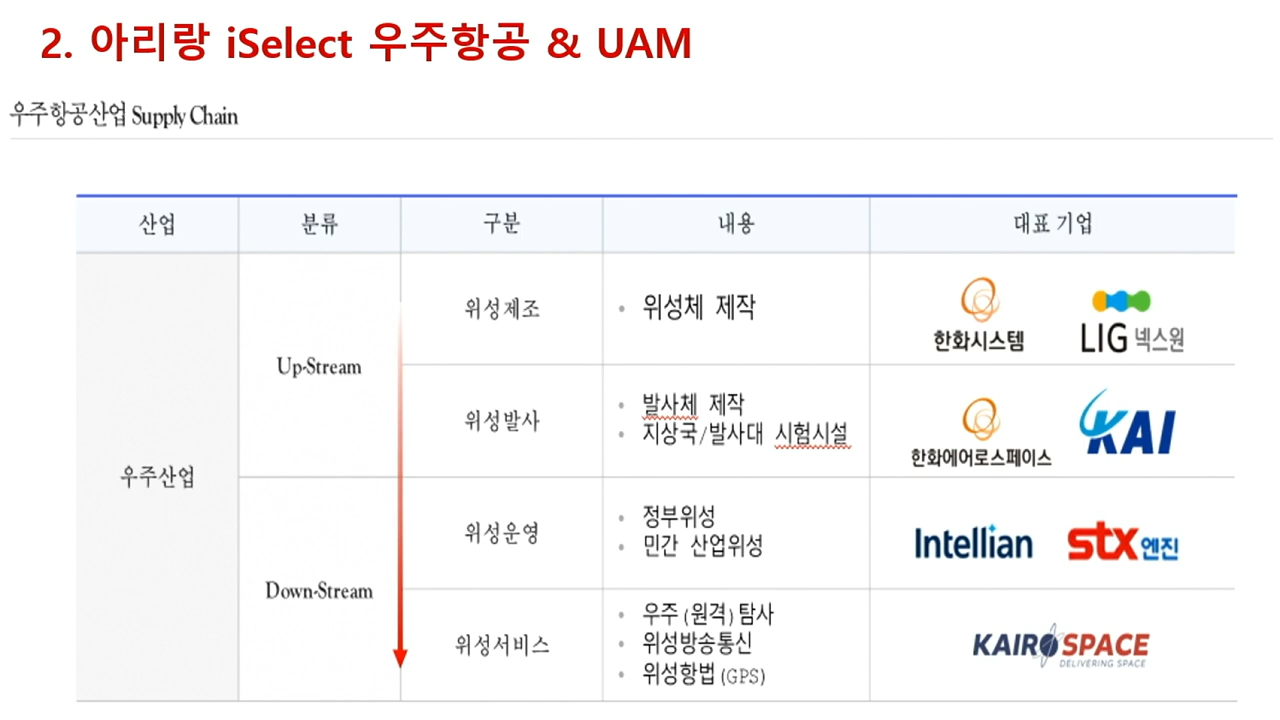 2. 아리랑 iSelect 우주항공 & UAM
우주항공산업 Supply Chain
산업 분류 구분 내용 대표 기업
우주산업
Up-Stream
위성제조
• 위성체 제작
한화시스템 LIG 넥스원
위성발사
• 발사체 제작
• 지상국/발사대 시험시설
한화에어로스페이스 KAI
Down-Stream
위성운영
• 정부위성
• 민간 산업위성
Intellian STX엔진
위성서비스
• 우주 (원격) 탐사
• 위성방송통신
• 위성항법 (GPS)
KAIROSPACE
DELIVERING SPACE